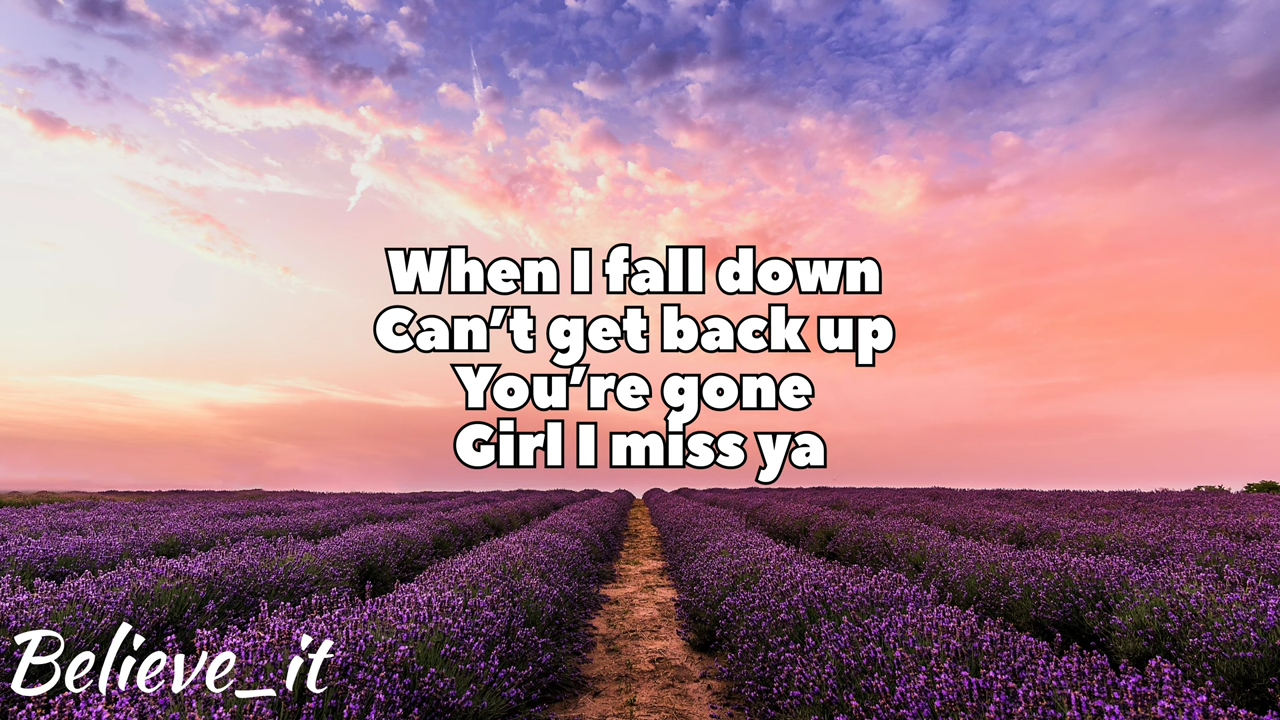 When I fall down
Can't get back up
You're gone
Girl I miss ya
Believe_it